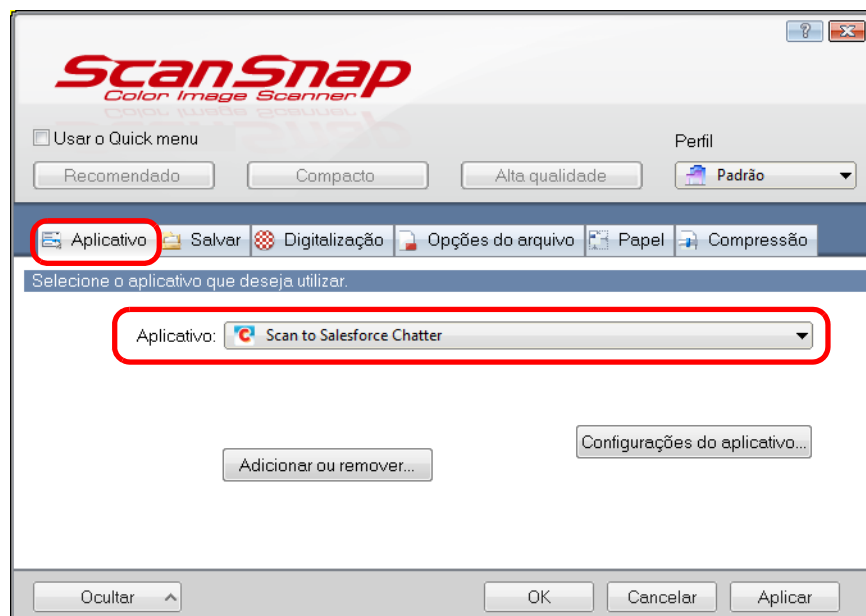 ScanSnap
Color Image Scanner
Usar o Quick menu
Perfil
Recomendado Compacto Alta qualidade Padrão
Aplicativo Salvar Digitalização Opções do arquivo Papel Compressão
Selecione o aplicativo que deseja utilizar.
Aplicativo: Scan to Salesforce Chatter
Configurações do aplicativo...
Adicionar ou remover...
Ocultar OK Cancelar Aplicar